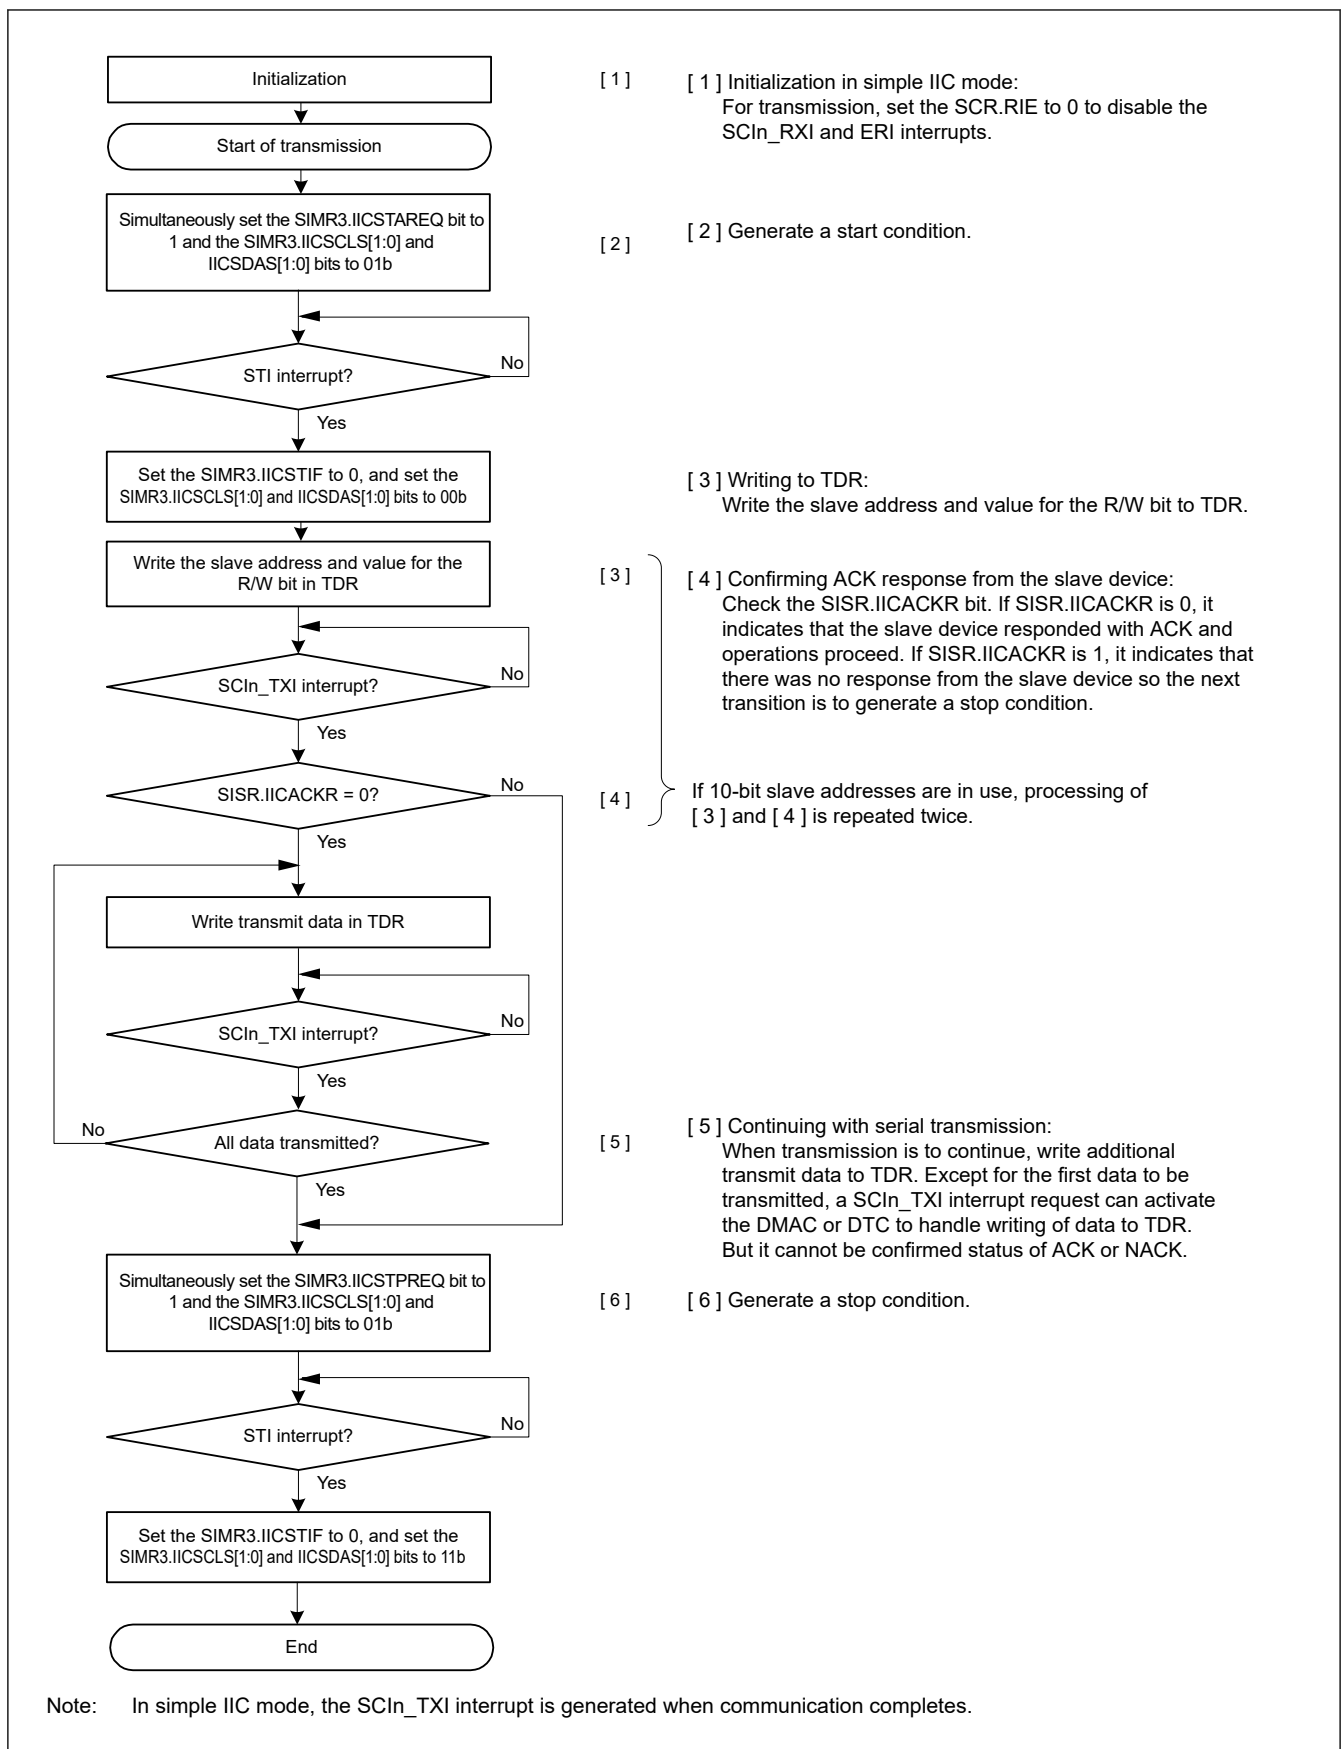 Initialization
[ 1 ]
[ 1 ] Initialization in simple IIC mode:
For transmission, set the SCR.RIE to 0 to disable the
SCIn_RXI and ERI interrupts.
Start of transmission
Simultaneously set the SIMR3.IICSTAREQ bit to
1 and the SIMR3.IICSCLS[1:0] and
IICSDAS[1:0] bits to 01b
[ 2 ]
[ 2 ] Generate a start condition.
No
STI interrupt?
Yes
Set the SIMR3.IICSTIF to 0, and set the
SIMR3.IICSCLS[1:0] and IICSDAS[1:0] bits to 00b
[ 3 ] Writing to TDR:
Write the slave address and value for the R/W bit to TDR.
Write the slave address and value for the
R/W bit in TDR
[ 3 ]
[ 4 ] Confirming ACK response from the slave device:
Check the SISR.IICACKR bit. If SISR.IICACKR is 0, it
indicates that the slave device responded with ACK and
operations proceed. If SISR.IICACKR is 1, it indicates that
there was no response from the slave device so the next
transition is to generate a stop condition.
No
SCIn_TXI interrupt?
Yes
No
SISR.IICACKR = 0?
[ 4 ]
If 10-bit slave addresses are in use, processing of
[ 3 ] and [ 4 ] is repeated twice.
Yes
Write transmit data in TDR
No
SCIn_TXI interrupt?
Yes
No
All data transmitted?
[ 5 ]
[ 5 ] Continuing with serial transmission:
When transmission is to continue, write additional
transmit data to TDR. Except for the first data to be
transmitted, a SCIn_TXI interrupt request can activate
the DMAC or DTC to handle writing of data to TDR.
But it cannot be confirmed status of ACK or NACK.
Yes
Simultaneously set the SIMR3.IICSTPREQ bit to
1 and the SIMR3.IICSCLS[1:0] and
IICSDAS[1:0] bits to 01b
[ 6 ]
[ 6 ] Generate a stop condition.
No
STI interrupt?
Yes
Set the SIMR3.IICSTIF to 0, and set the
SIMR3.IICSCLS[1:0] and IICSDAS[1:0] bits to 11b
End
Note: In simple IIC mode, the SCIn_TXI interrupt is generated when communication completes.